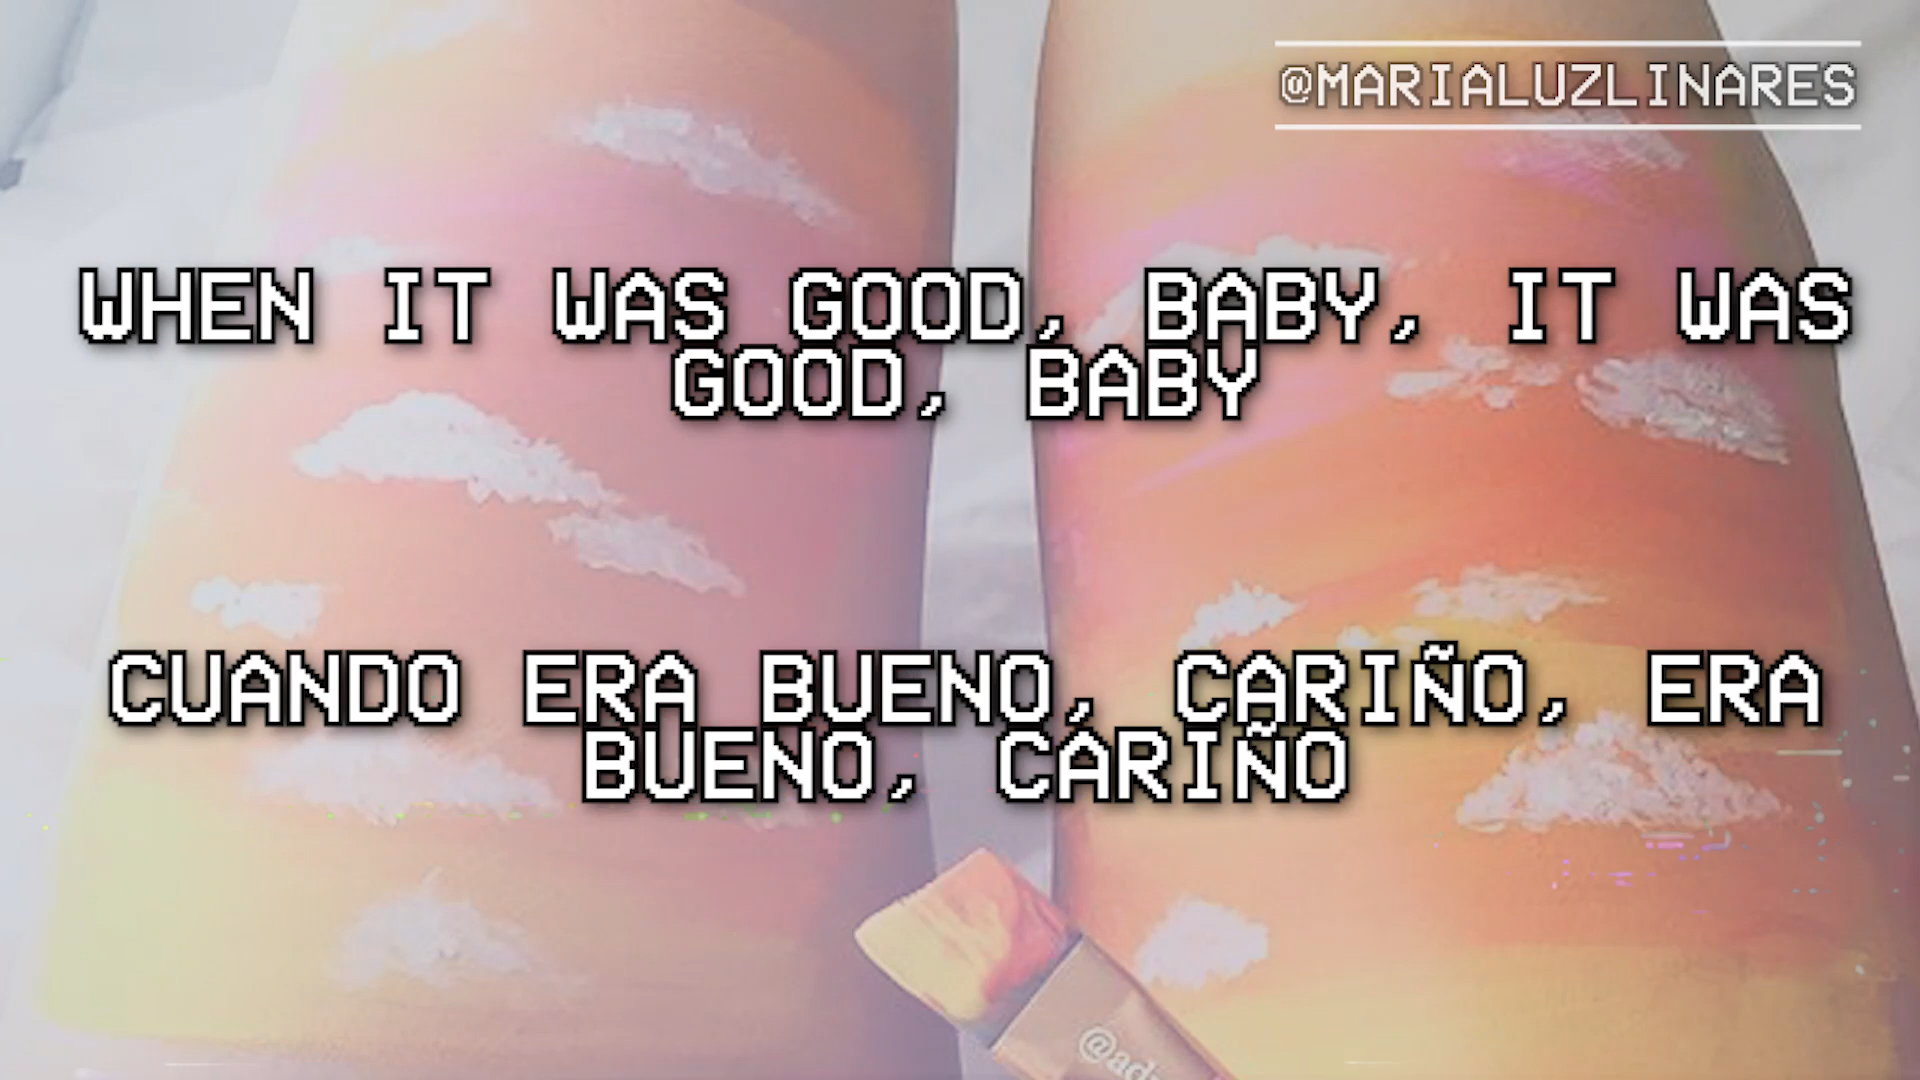 @MARIALUZLINARES
WHEN IT WAS GOOD, BABY, IT WAS
GOOD, BABY
CUANDO ERA BUENO, CARIÑO, ERA
BUENO, CARIÑO